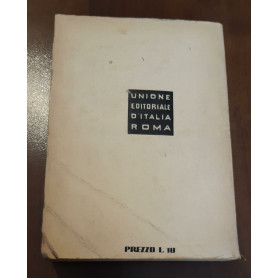 UNIONE
EDITORIALE
D'ITALIA
ROMA
PREZZO L. 10